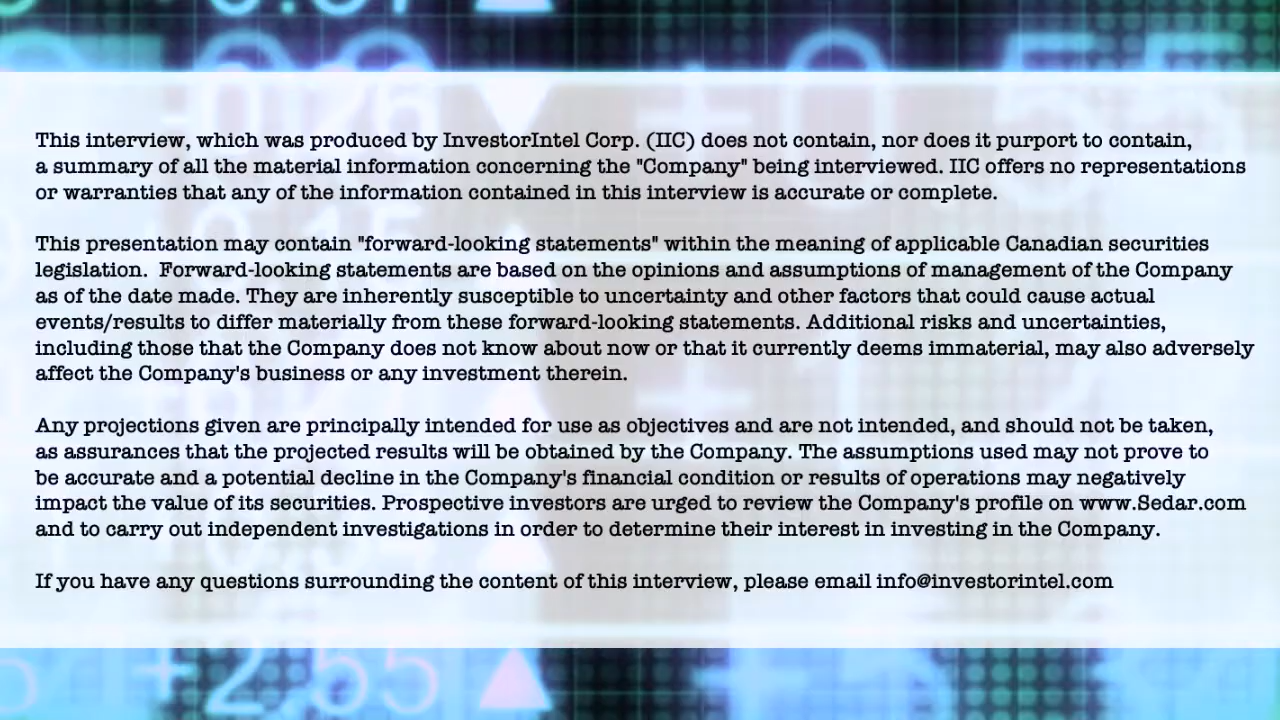 This interview, which was produced by InvestorIntel Corp. (IIC) does not contain, nor does it purport to contain,
a summary of all the material information concerning the "Company" being interviewed. IIC offers no representations
or warranties that any of the information contained in this interview is accurate or complete.
This presentation may contain "forward-looking statements" within the meaning of applicable Canadian securities
legislation.  Forward-looking statements are based on the opinions and assumptions of management of the Company
as of the date made. They are inherently susceptible to uncertainty and other factors that could cause actual
events/results to differ materially from these forward-looking statements. Additional risks and uncertainties,
including those that the Company does not know about now or that it currently deems immaterial, may also adversely
affect the Company's business or any investment therein.
Any projections given are principally intended for use as objectives and are not intended, and should not be taken,
as assurances that the projected results will be obtained by the Company. The assumptions used may not prove to
be accurate and a potential decline in the Company's financial condition or results of operations may negatively
impact the value of its securities. Prospective investors are urged to review the Company's profile on www.Sedar.com
and to carry out independent investigations in order to determine their interest in investing in the Company.
If you have any questions surrounding the content of this interview, please email info@investorintel.com
+2.55